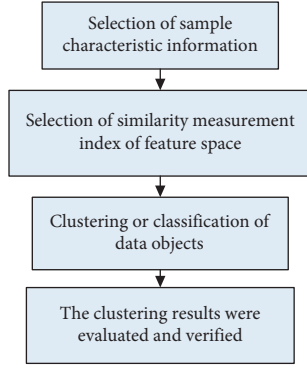 Selection of sample
characteristic information
Selection of similarity measurement
index of feature space
Clustering or classification of
data objects
The clustering results were
evaluated and verified